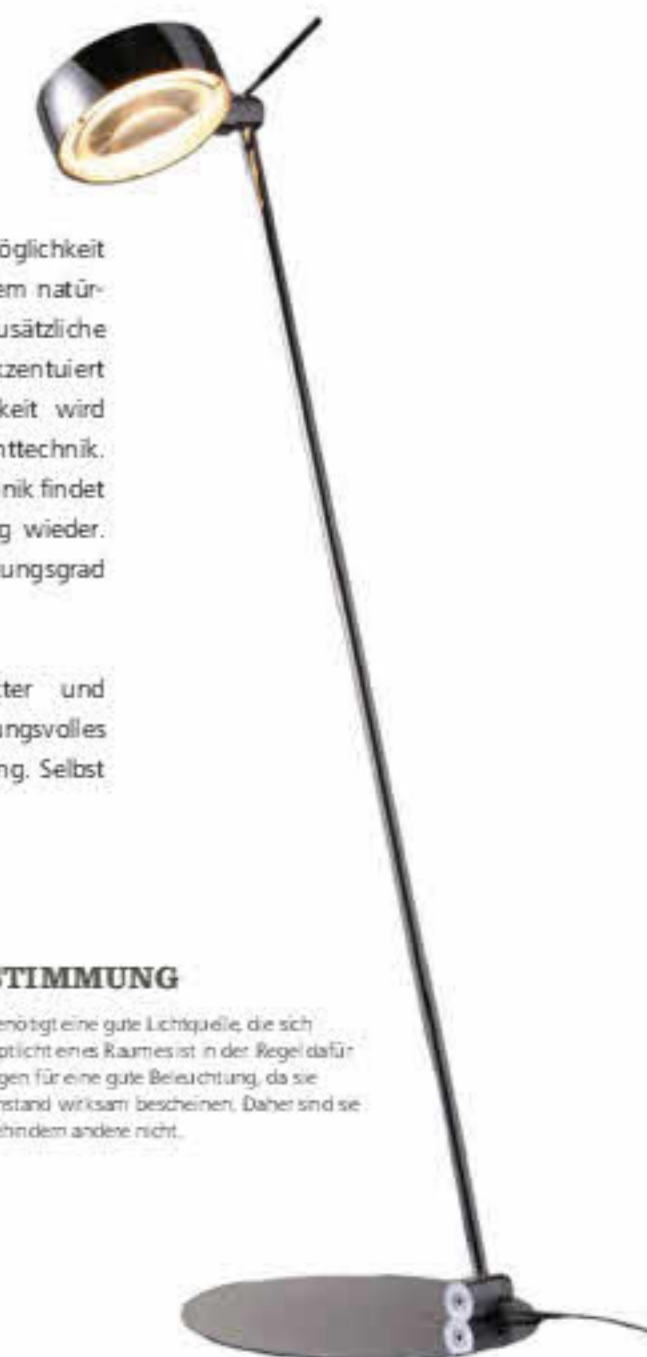 öglichkeit
em natür-
usätzliche
kzentuiert
keit wird
nttechnik.
nik findet
g wieder.
ungsgrad
ter und
ungsvolles
ng. Selbst
STIMMUNG
enötigt eine gute Lichtquelle, die sich
ptlicht eines Raumes ist in der Regel dafür
gen für eine gute Beleuchtung, da sie
nstand wirksam bescheinen. Daher sind sie
ehindern andere nicht.